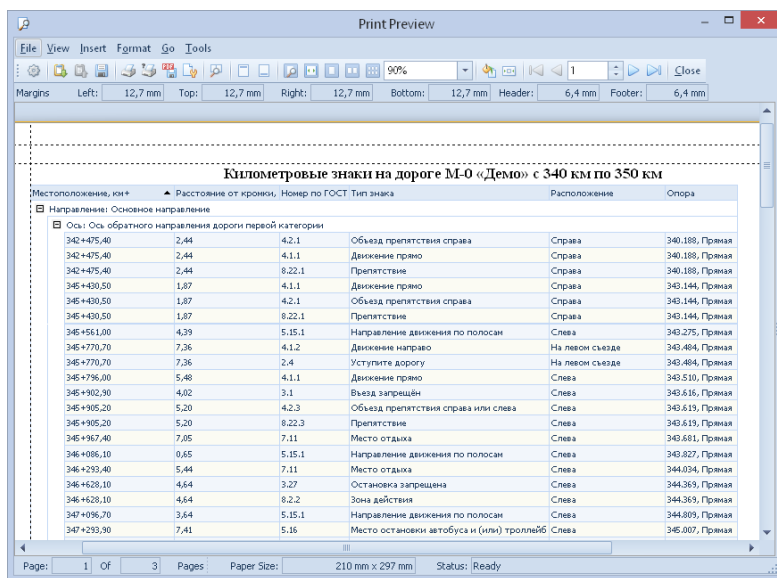 Print Preview
File View Insert Format Go Tools
90% 1 Close
Margins Left: 12,7 mm Top: 12,7 mm Right: 12,7 mm Bottom: 12,7 mm Header: 6,4 mm Footer: 6,4 mm
Километровые знаки на дороге М-0 «Демо» с 340 км по 350 км
Местоположение, км+ Расстояние от кромки, Номер по ГОСТ Тип знака Расположение Опора
Направление: Основное направление
Ось: Ось обратного направления дороги первой категории
342+475,40 2,44 4.2.1 Объезд препятствия справа Справа 340.188, Прямая
342+475,40 2,44 4.1.1 Движение прямо Справа 340.188, Прямая
342+475,40 2,44 8.22.1 Препятствие Справа 340.188, Прямая
345+430,50 1,87 4.1.1 Движение прямо Справа 343.144, Прямая
345+430,50 1,87 4.2.1 Объезд препятствия справа Справа 343.144, Прямая
345+430,50 1,87 8.22.1 Препятствие Справа 343.144, Прямая
345+561,00 4,39 5.15.1 Направление движения по полосам Слева 343.275, Прямая
345+770,70 7,36 4.1.2 Движение направо На левом съезде 343.484, Прямая
345+770,70 7,36 2.4 Уступите дорогу На левом съезде 343.484, Прямая
345+796,00 5,48 4.1.1 Движение прямо Слева 343.510, Прямая
345+902,90 4,02 3.1 Въезд запрещён Слева 343.616, Прямая
345+905,20 5,20 4.2.3 Объезд препятствия справа или слева Слева 343.619, Прямая
345+905,20 5,20 8.22.3 Препятствие Слева 343.619, Прямая
345+967,40 7,05 7.11 Место отдыха Слева 343.681, Прямая
346+086,10 0,65 5.15.1 Направление движения по полосам Слева 343.827, Прямая
346+293,40 5,44 7.11 Место отдыха Слева 344.034, Прямая
346+628,10 4,64 3.27 Остановка запрещена Слева 344.369, Прямая
346+628,10 4,64 8.2.2 Зона действия Слева 344.369, Прямая
347+096,70 3,64 5.15.1 Направление движения по полосам Слева 344.809, Прямая
347+293,90 7,41 5.16 Место остановки автобуса и (или) троллейб Слева 345.007, Прямая
Page: 1 Of 3 Pages Paper Size: 210 mm x 297 mm Status: Ready